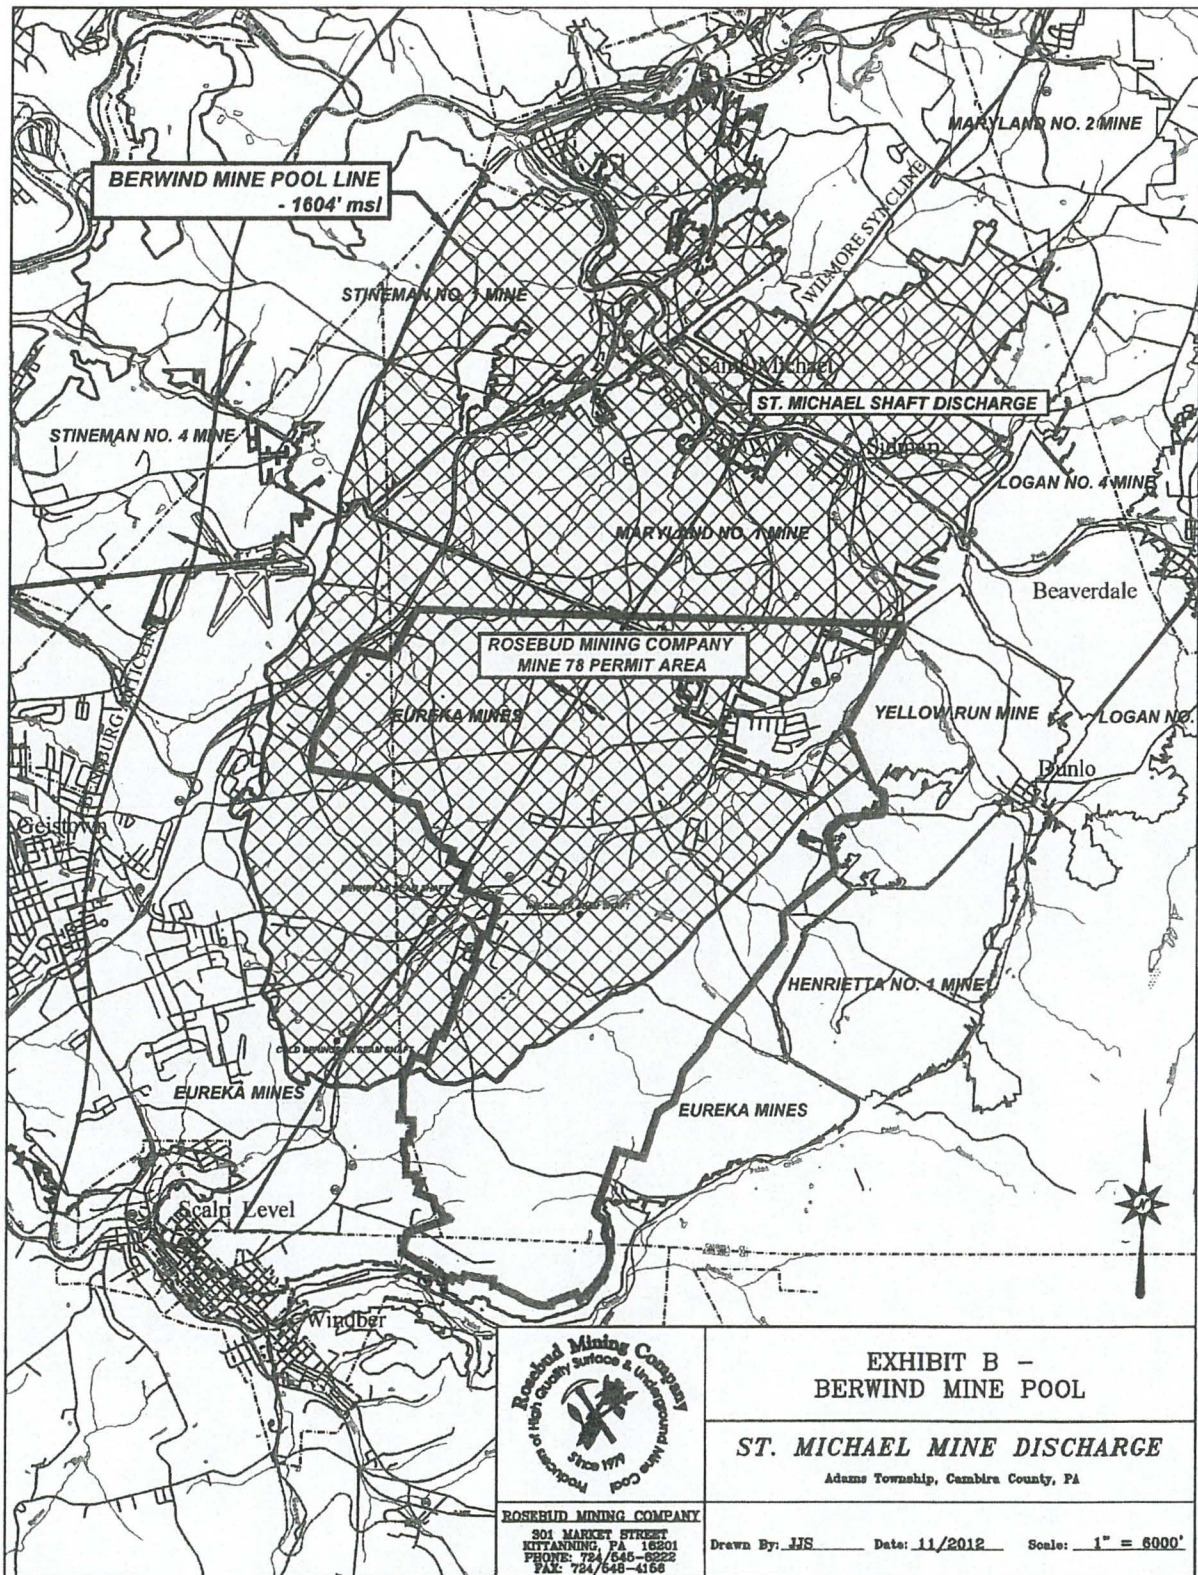 MARYLAND NO. 2 MINE
BERWIND MINE POOL LINE
- 1604' msl
WILMORE SYNCLINE
STINEMAN NO. 1 MINE
Saint Michael
ST. MICHAEL SHAFT DISCHARGE
STINEMAN NO. 4 MINE
Sidman
LOGAN NO. 4 MINE
MARYLAND NO. 1 MINE
Beaverdale
ROSEBUD MINING COMPANY
MINE 78 PERMIT AREA
EUREKA MINES
YELLOW RUN MINE
LOGAN NO.
Dunlo
Geistown
HENRIETTA NO. 1 MINE
EUREKA MINES
EUREKA MINES
Scalp Level
N
Windber
Rosebud Mining Company
Producers of High Quality Surface & Underground Mine Coal
Since 1979
EXHIBIT B -
BERWIND MINE POOL
ST. MICHAEL MINE DISCHARGE
Adams Township, Cambira County, PA
ROSEBUD MINING COMPANY
301 MARKET STREET
KITTANNING, PA 16201
PHONE: 724/545-6222
FAX: 724/548-4156
Drawn By: JJS Date: 11/2012 Scale: 1" = 6000'